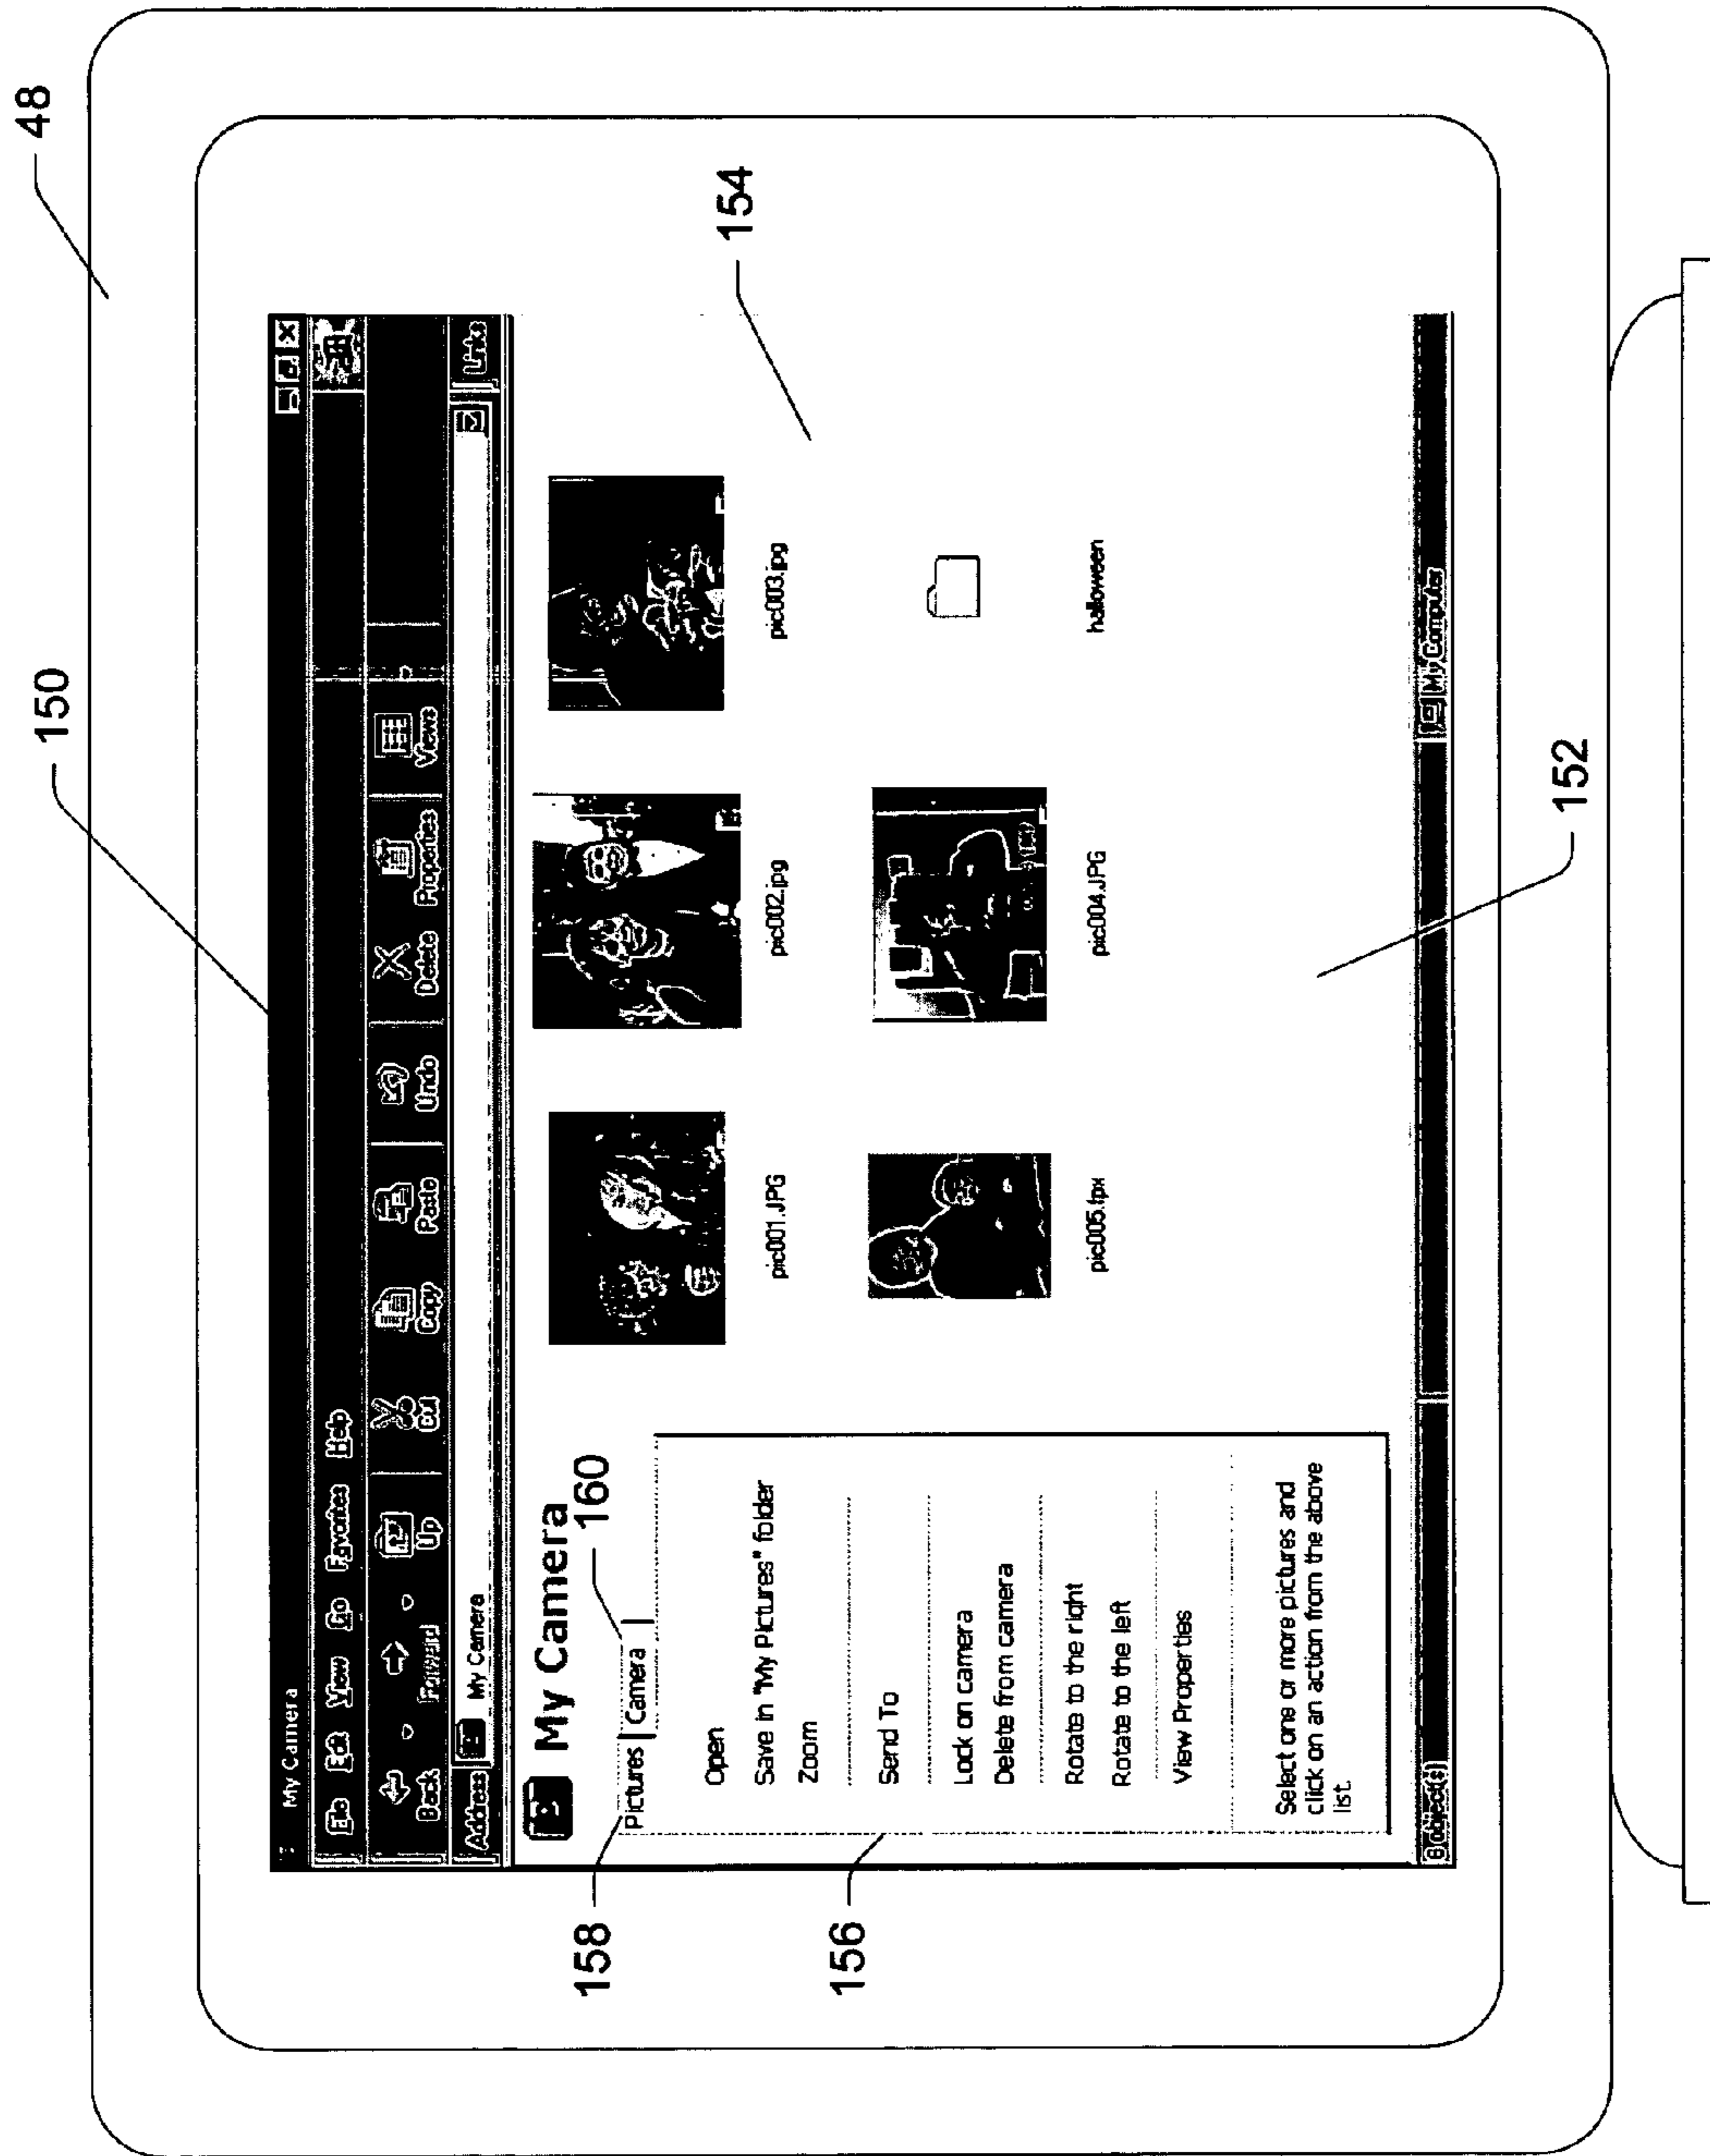 48
150
My Camera
File Edit View Go Favorites Help
Back Forward Up Cut Copy Paste Undo Delete Properties Views
Address My Camera Links
My Camera
154
158
160
Pictures Camera
Open
Save in "My Pictures" folder
Zoom
Send To
Lock on camera
Delete from camera
Rotate to the right
Rotate to the left
View Properties
Select one or more pictures and
click on an action from the above
list.
156
pic001.JPG pic002.jpg pic003.jpg
pic005.fpx pic004.JPG halloween
152
6 object(s) My Computer